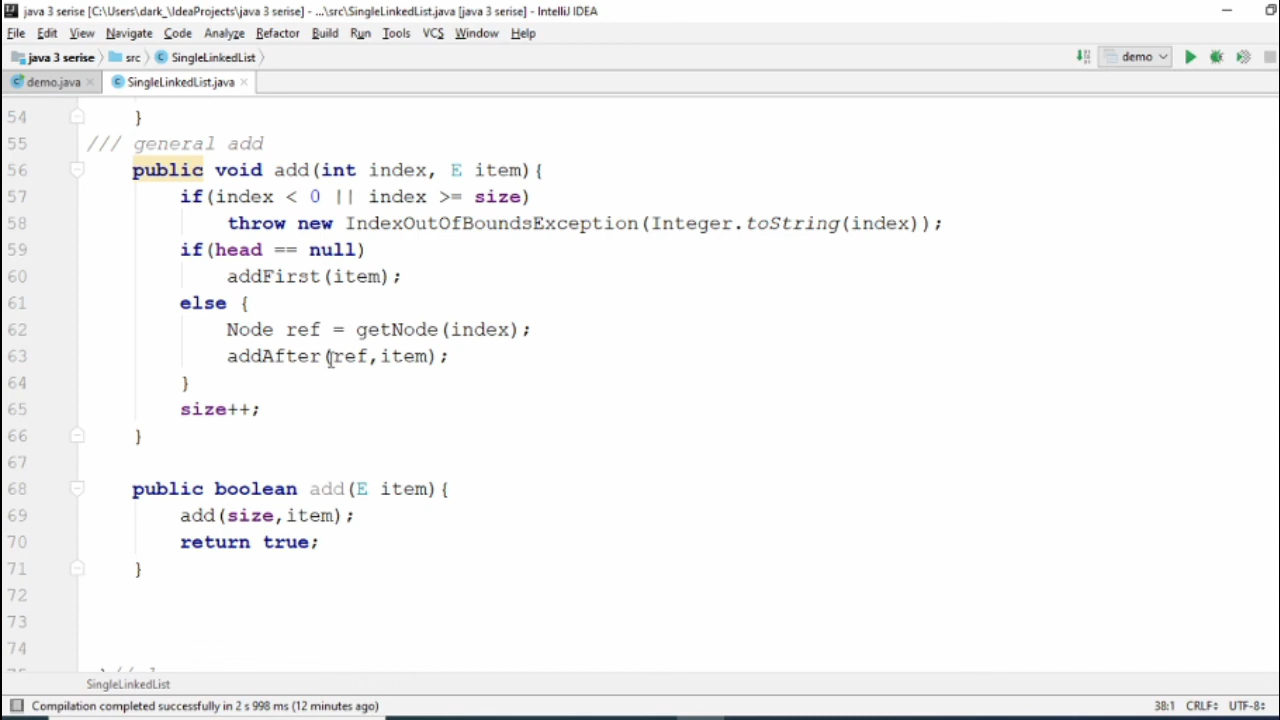 java 3 serise [C:\Users\dark_\IdeaProjects\java 3 serise] - ...\src\SingleLinkedList.java [java 3 serise] - IntelliJ IDEA
File Edit View Navigate Code Analyze Refactor Build Run Tools VCS Window Help
java 3 serise src SingleLinkedList demo
demo.java SingleLinkedList.java
54 }
55 /// general add
56 public void add(int index, E item){
57 if(index < 0 || index >= size)
58 throw new IndexOutOfBoundsException(Integer.toString(index));
59 if(head == null)
60 addFirst(item);
61 else {
62 Node ref = getNode(index);
63 addAfter(ref,item);
64 }
65 size++;
66 }
67
68 public boolean add(E item){
69 add(size,item);
70 return true;
71 }
72
73
74
SingleLinkedList
Compilation completed successfully in 2 s 998 ms (12 minutes ago) 38:1 CRLF UTF-8